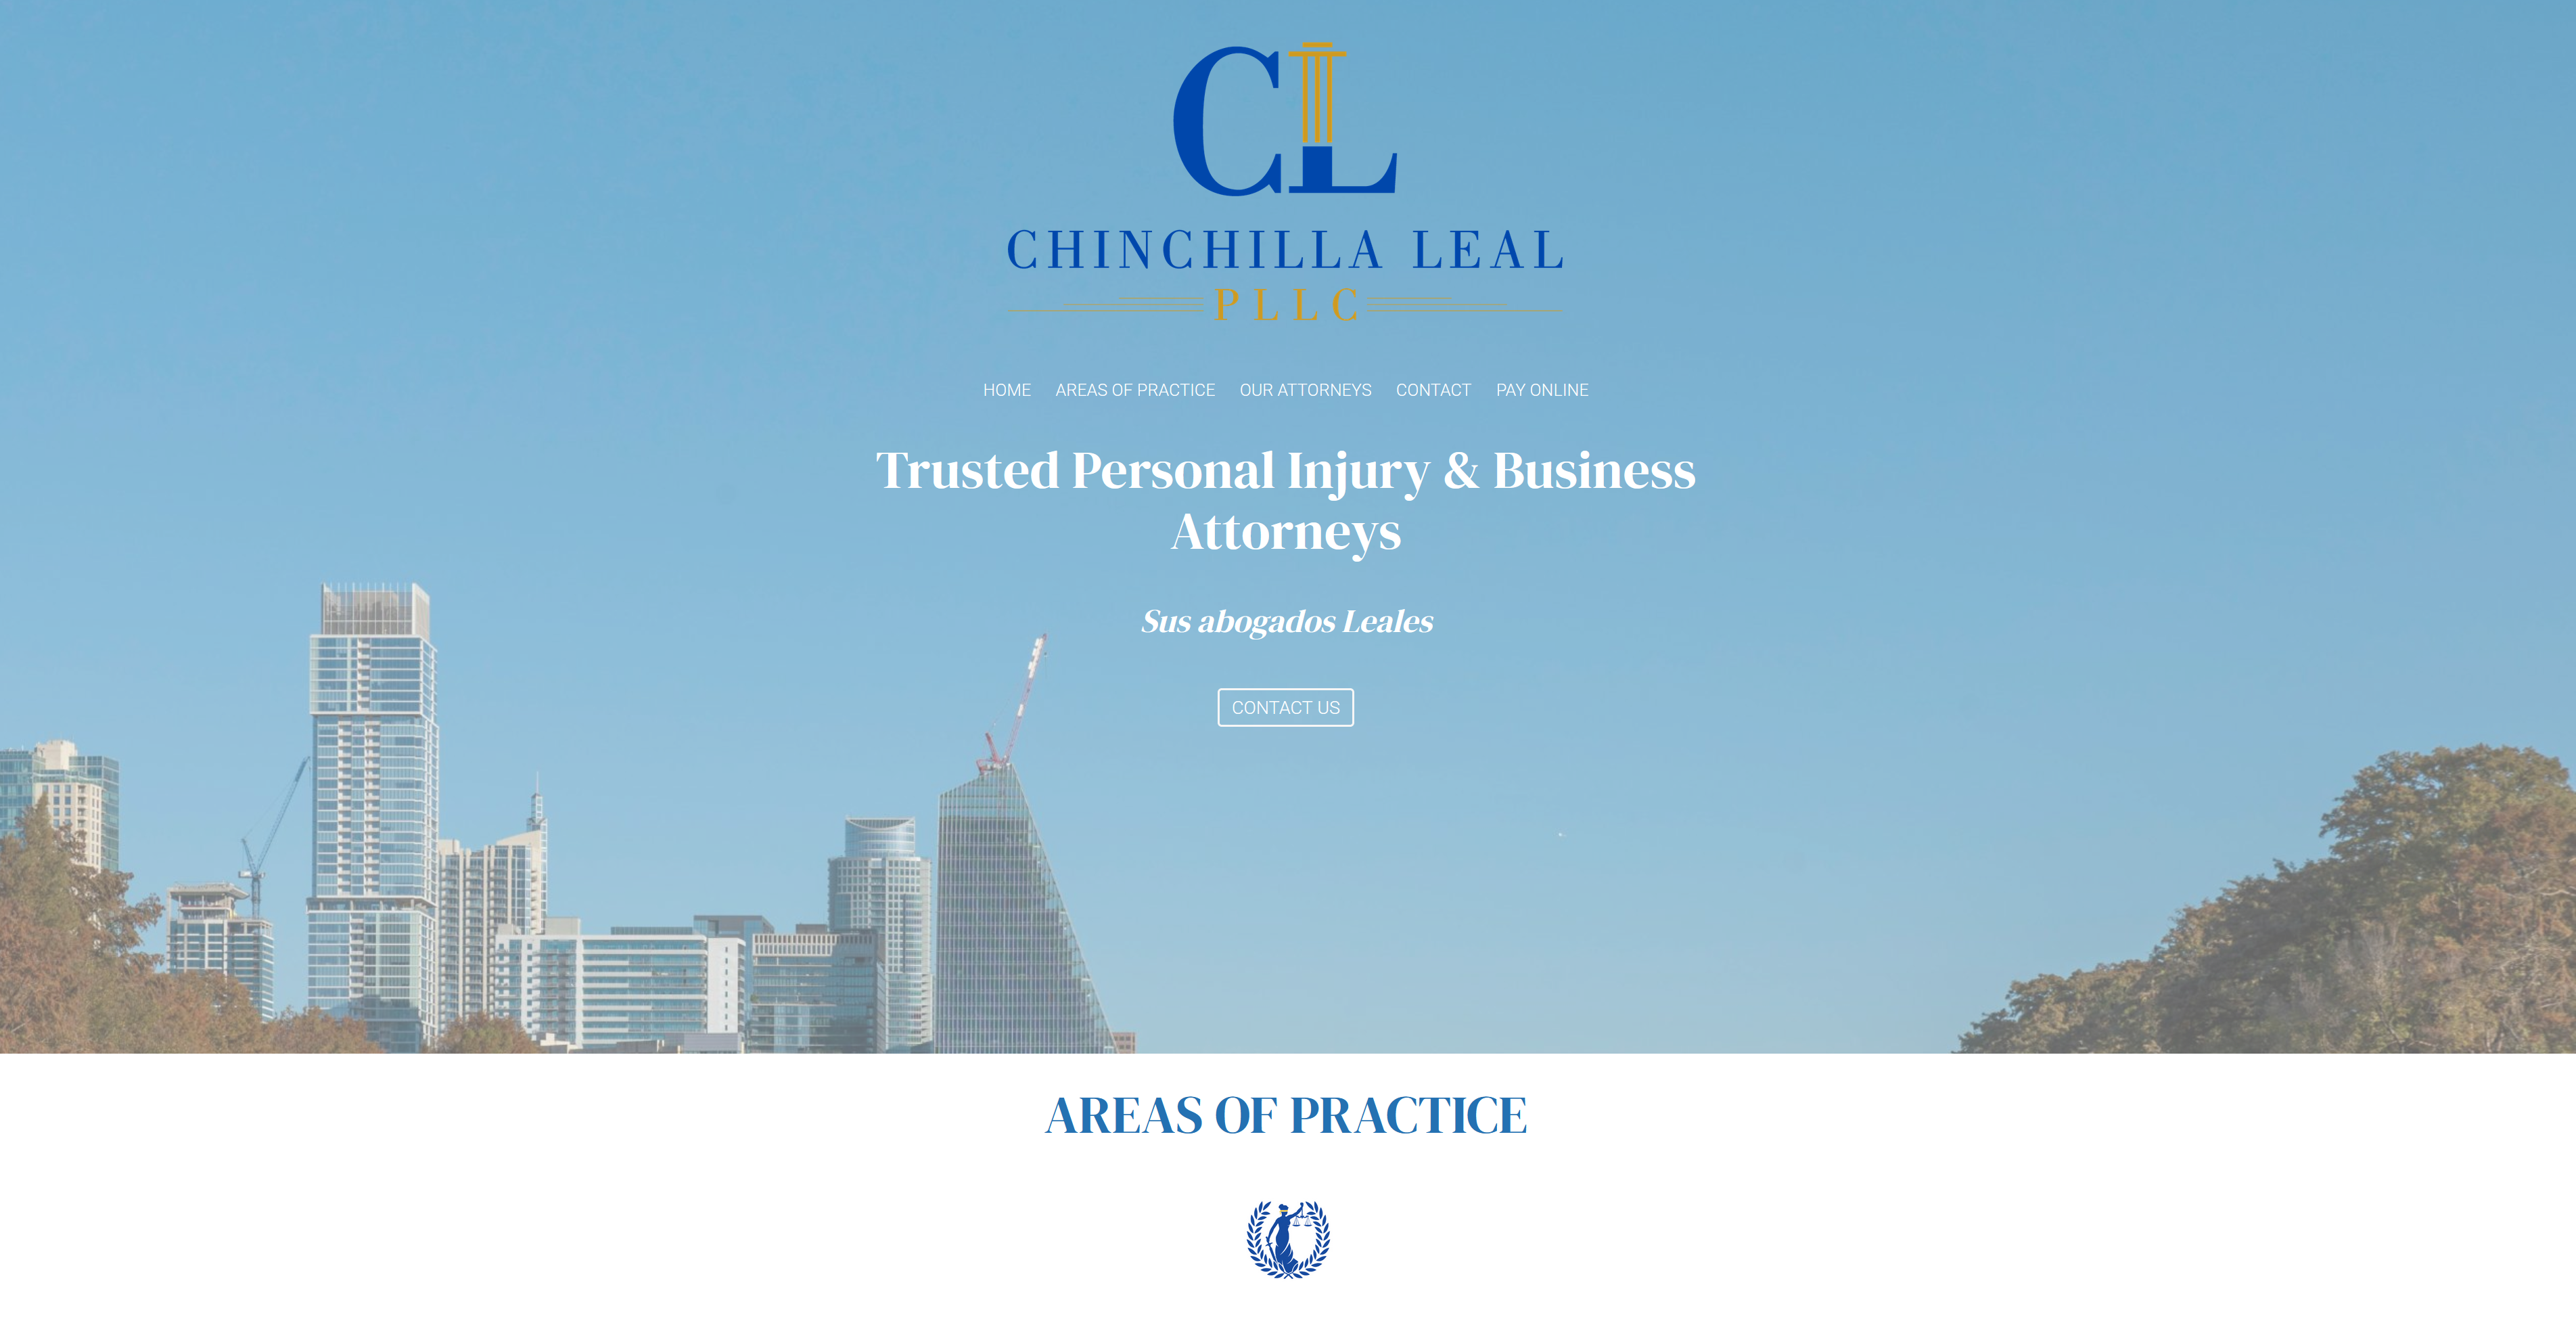 CL
CHINCHILLA LEAL
PLLC
HOME AREAS OF PRACTICE OUR ATTORNEYS CONTACT PAY ONLINE
Trusted Personal Injury & Business
Attorneys
Sus abogados Leales
CONTACT US
AREAS OF PRACTICE